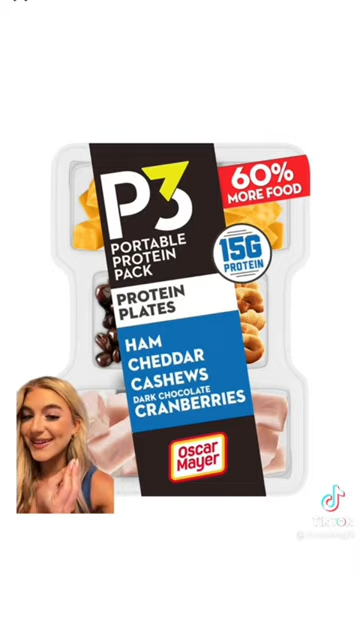 P3
PORTABLE
PROTEIN
PACK
60%
MORE FOOD
15G
PROTEIN
PROTEIN
PLATES
HAM
CHEDDAR
CASHEWS
DARK CHOCOLATE
CRANBERRIES
Oscar
Mayer
TikTok